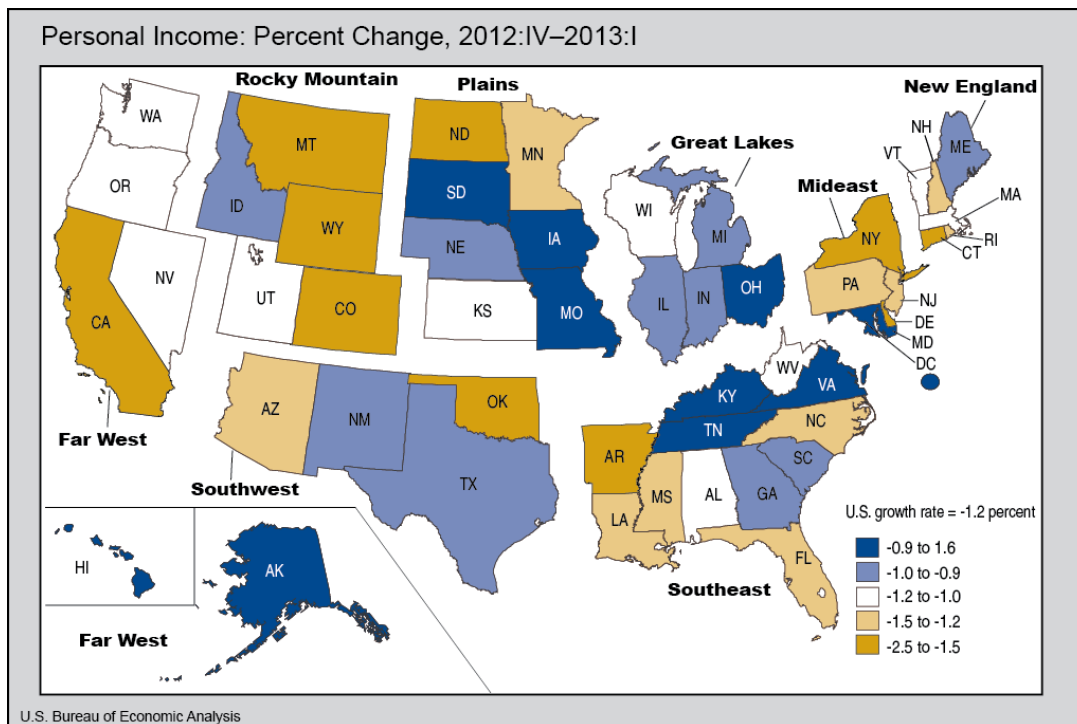 Personal Income: Percent Change, 2012:IV–2013:I
Rocky Mountain
Plains
New England
Great Lakes
Mideast
WA
OR
MT
ID
WY
NV
UT
CO
CA
Far West
ND
MN
SD
IA
NE
KS
MO
WI
MI
IL
IN
OH
NH
VT
ME
MA
RI
CT
NY
PA
NJ
DE
MD
DC
AZ
NM
OK
TX
Southwest
WV
VA
KY
TN
NC
SC
AR
MS
AL
GA
LA
FL
Southeast
HI
AK
Far West
U.S. growth rate = -1.2 percent
-0.9 to 1.6
-1.0 to -0.9
-1.2 to -1.0
-1.5 to -1.2
-2.5 to -1.5
U.S. Bureau of Economic Analysis